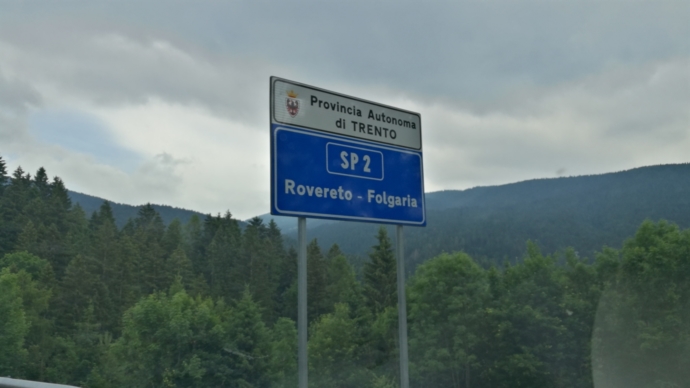 Provincia Autonoma
di TRENTO
SP 2
Rovereto - Folgaria